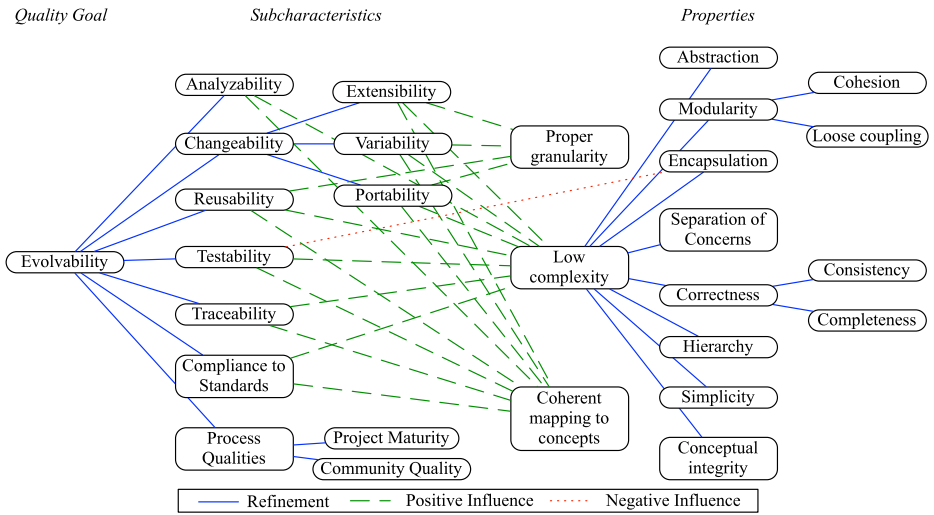 Quality Goal
Subcharacteristics
Properties
Evolvability
Analyzability
Changeability
Reusability
Testability
Traceability
Compliance to
Standards
Process
Qualities
Extensibility
Variability
Portability
Project Maturity
Community Quality
Proper
granularity
Low
complexity
Coherent
mapping to
concepts
Abstraction
Modularity
Encapsulation
Separation of
Concerns
Correctness
Hierarchy
Simplicity
Conceptual
integrity
Cohesion
Loose coupling
Consistency
Completeness
Refinement
Positive Influence
Negative Influence